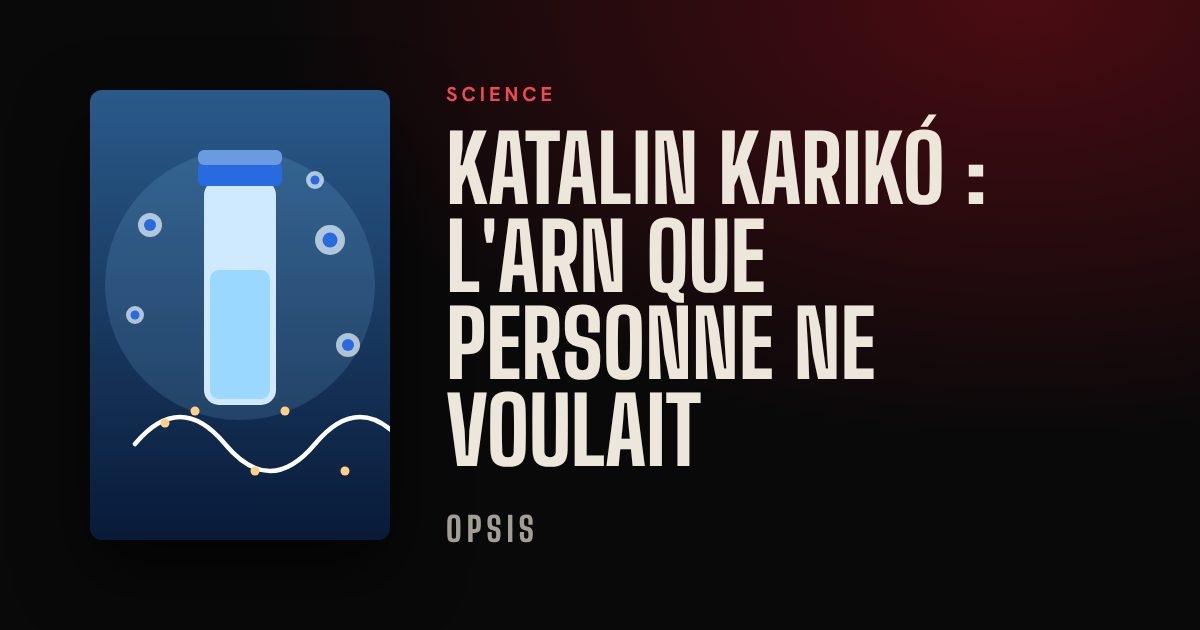 SCIENCE
KATALIN KARIKÓ :
L'ARN QUE
PERSONNE NE
VOULAIT
OPSIS